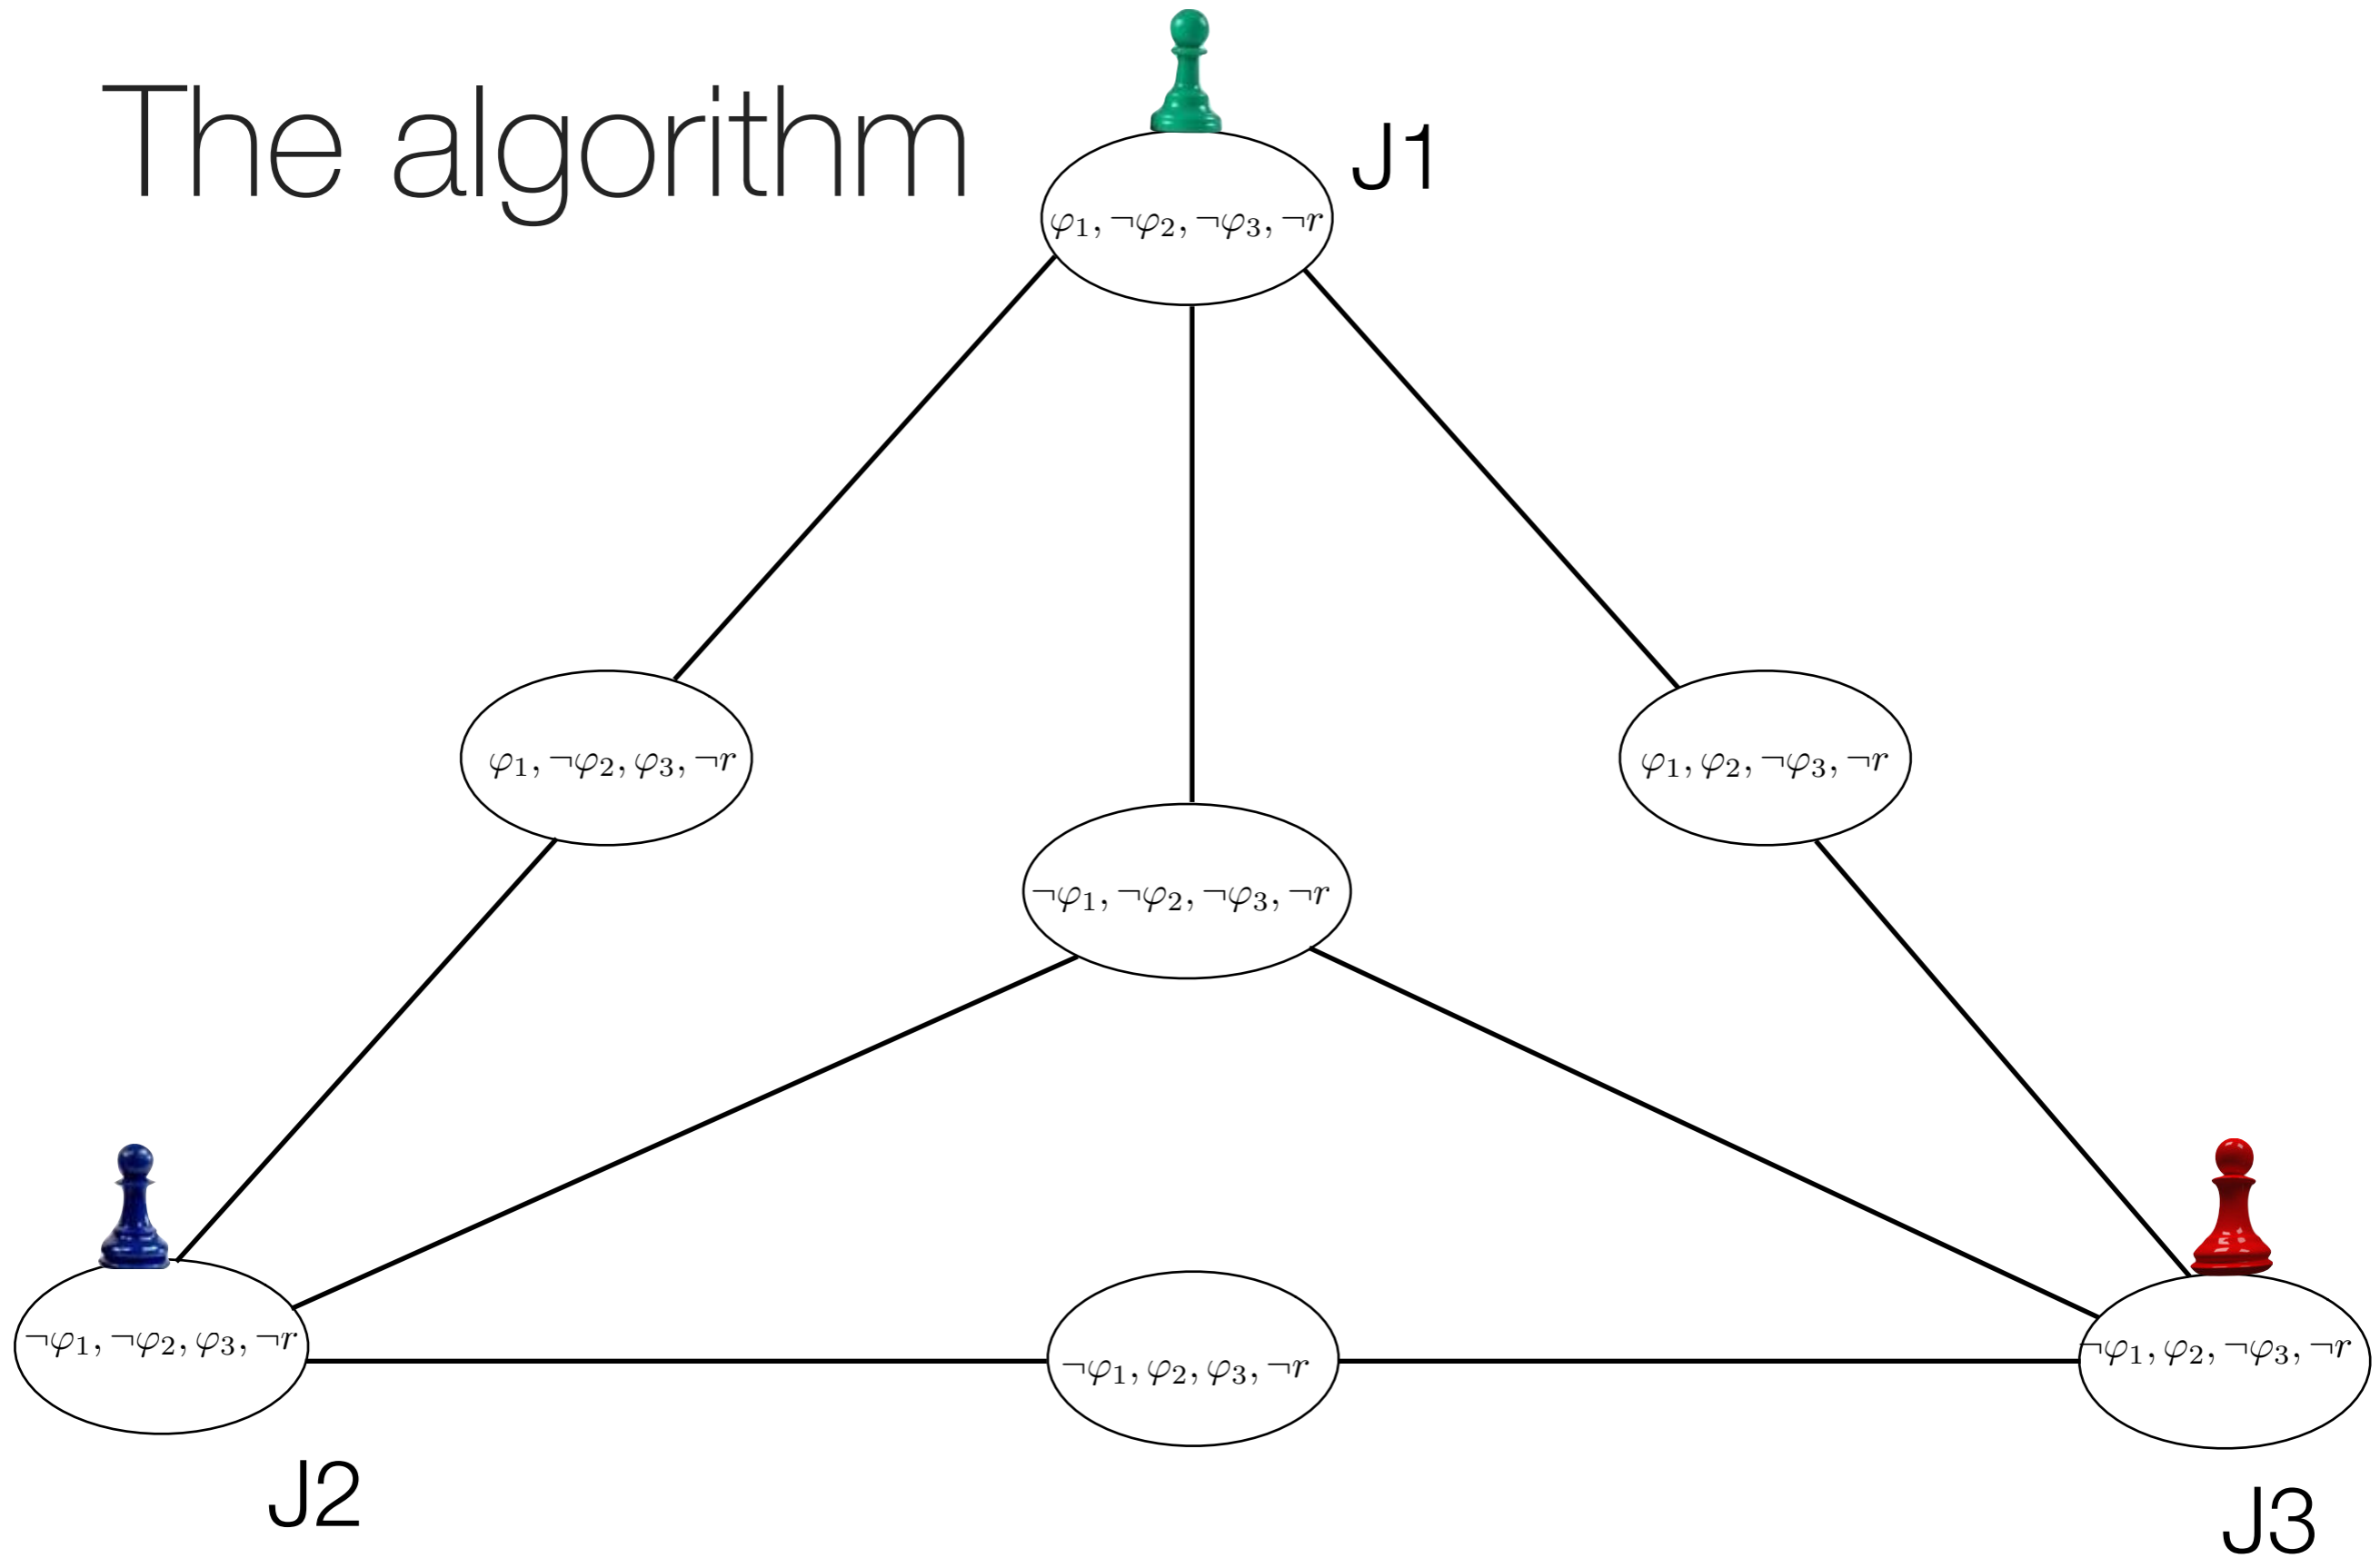 The algorithm
J1
φ₁, ¬φ₂, ¬φ₃, ¬r
φ₁, ¬φ₂, φ₃, ¬r
φ₁, φ₂, ¬φ₃, ¬r
¬φ₁, ¬φ₂, ¬φ₃, ¬r
¬φ₁, ¬φ₂, φ₃, ¬r
¬φ₁, φ₂, φ₃, ¬r
¬φ₁, φ₂, ¬φ₃, ¬r
J2
J3